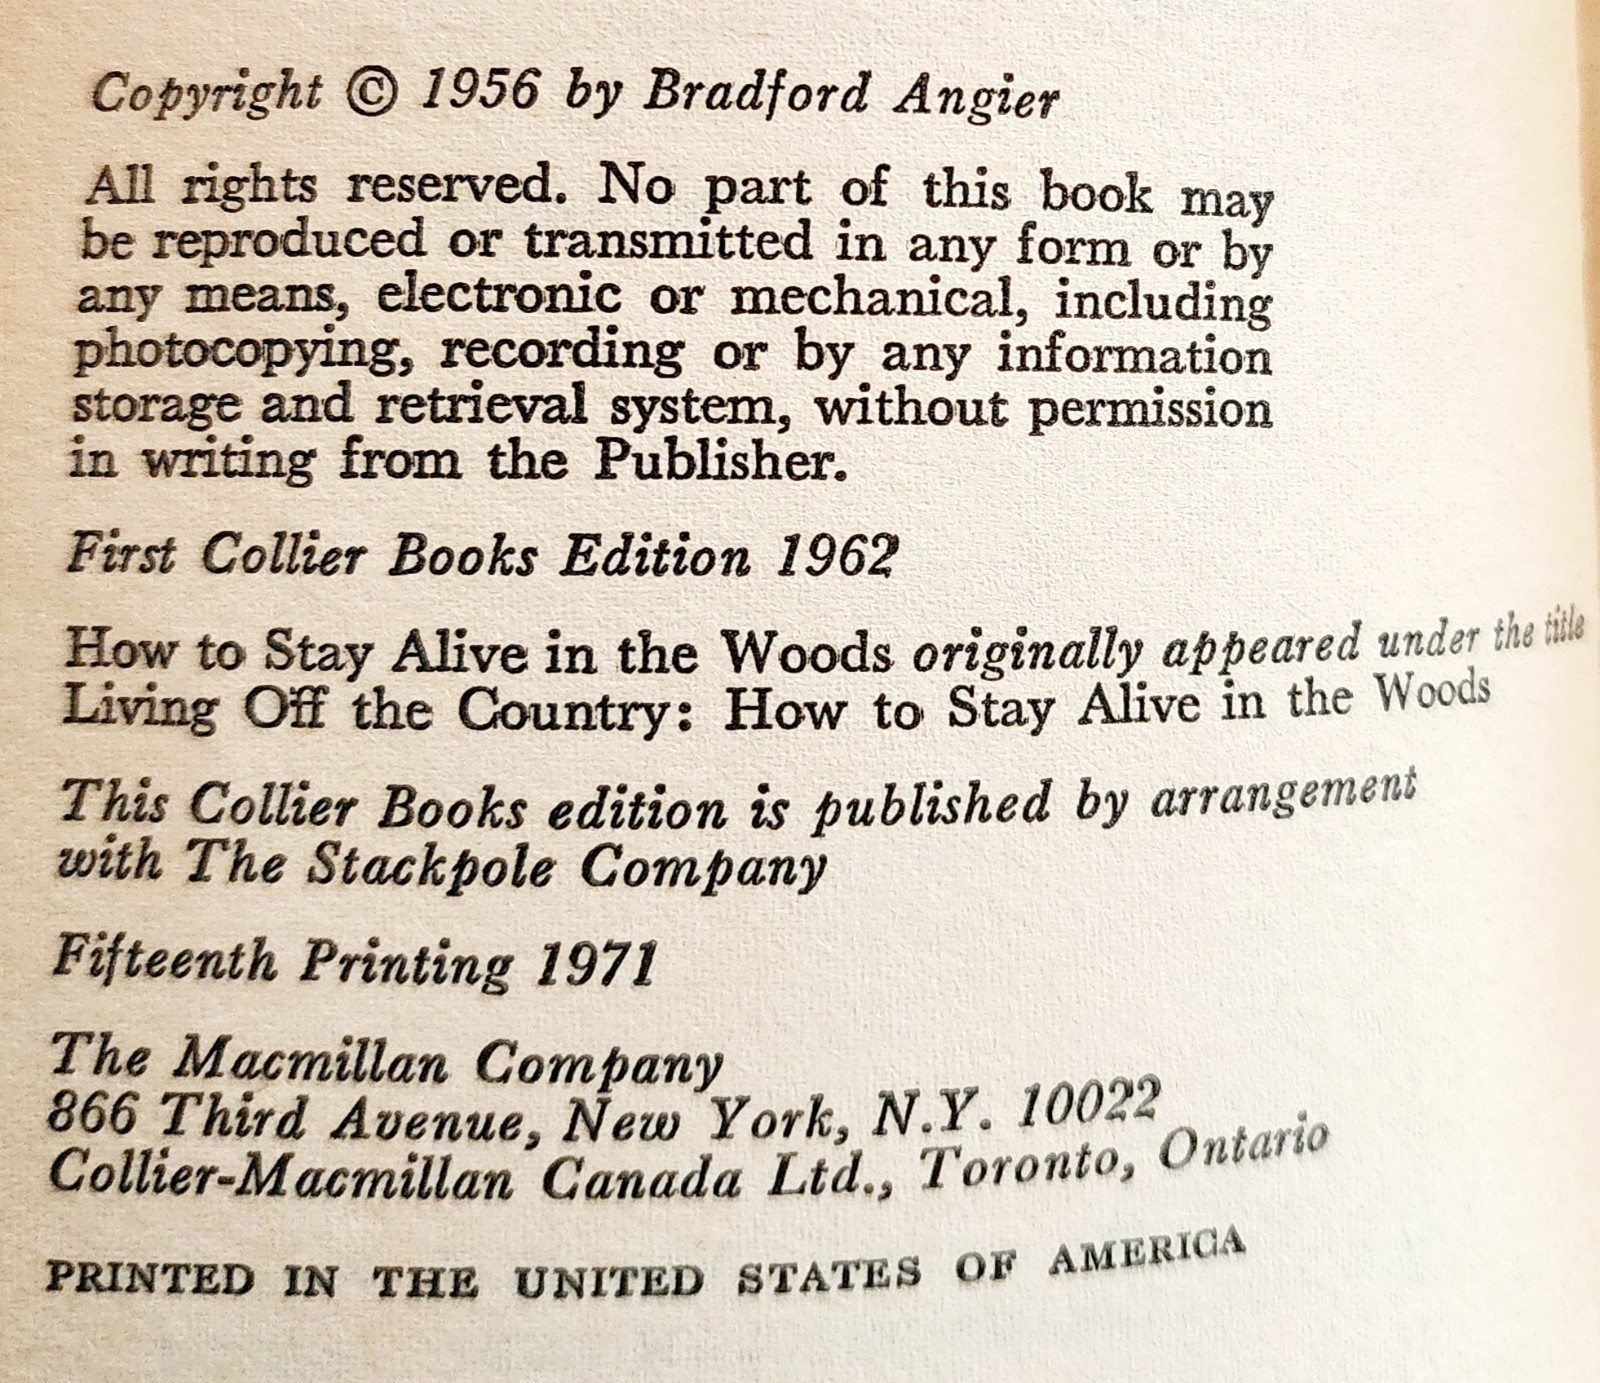 Copyright © 1956 by Bradford Angier
All rights reserved. No part of this book may
be reproduced or transmitted in any form or by
any means, electronic or mechanical, including
photocopying, recording or by any information
storage and retrieval system, without permission
in writing from the Publisher.
First Collier Books Edition 1962
How to Stay Alive in the Woods originally appeared under the title
Living Off the Country: How to Stay Alive in the Woods
This Collier Books edition is published by arrangement
with The Stackpole Company
Fifteenth Printing 1971
The Macmillan Company
866 Third Avenue, New York, N.Y. 10022
Collier-Macmillan Canada Ltd., Toronto, Ontario
PRINTED IN THE UNITED STATES OF AMERICA